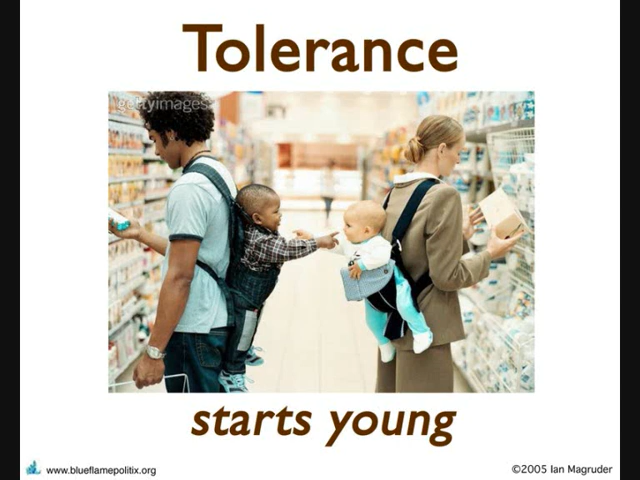 Tolerance
gettyimages
starts young
www.blueflamepolitix.org
©2005 Ian Magruder